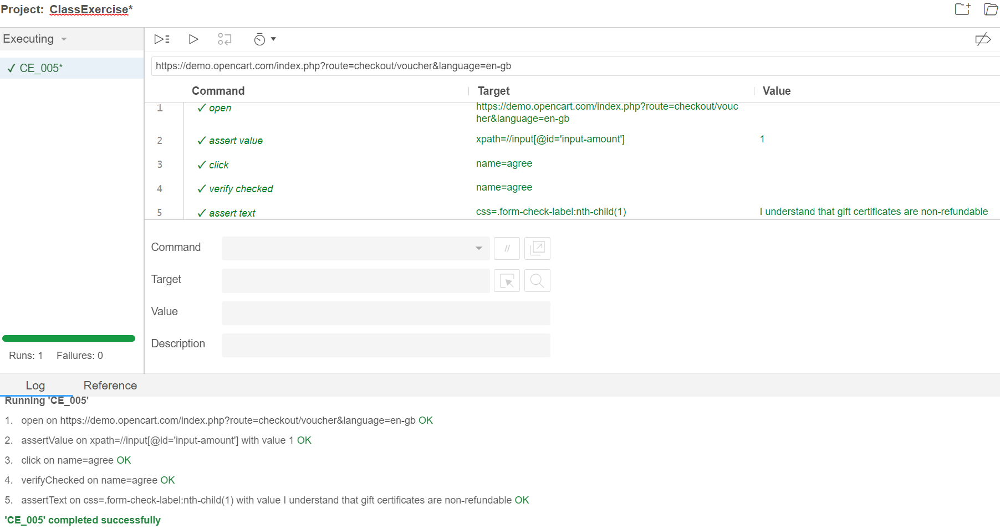 Project: ClassExercise*
Executing
✓ CE_005*
https://demo.opencart.com/index.php?route=checkout/voucher&language=en-gb
Command Target Value
1 ✓ open https://demo.opencart.com/index.php?route=checkout/vouc
her&language=en-gb
2 ✓ assert value xpath=//input[@id='input-amount'] 1
3 ✓ click name=agree
4 ✓ verify checked name=agree
5 ✓ assert text css=.form-check-label:nth-child(1) I understand that gift certificates are non-refundable
Command //
Target
Value
Description
Runs: 1 Failures: 0
Log Reference
Running 'CE_005'
1. open on https://demo.opencart.com/index.php?route=checkout/voucher&language=en-gb OK
2. assertValue on xpath=//input[@id='input-amount'] with value 1 OK
3. click on name=agree OK
4. verifyChecked on name=agree OK
5. assertText on css=.form-check-label:nth-child(1) with value I understand that gift certificates are non-refundable OK
'CE_005' completed successfully